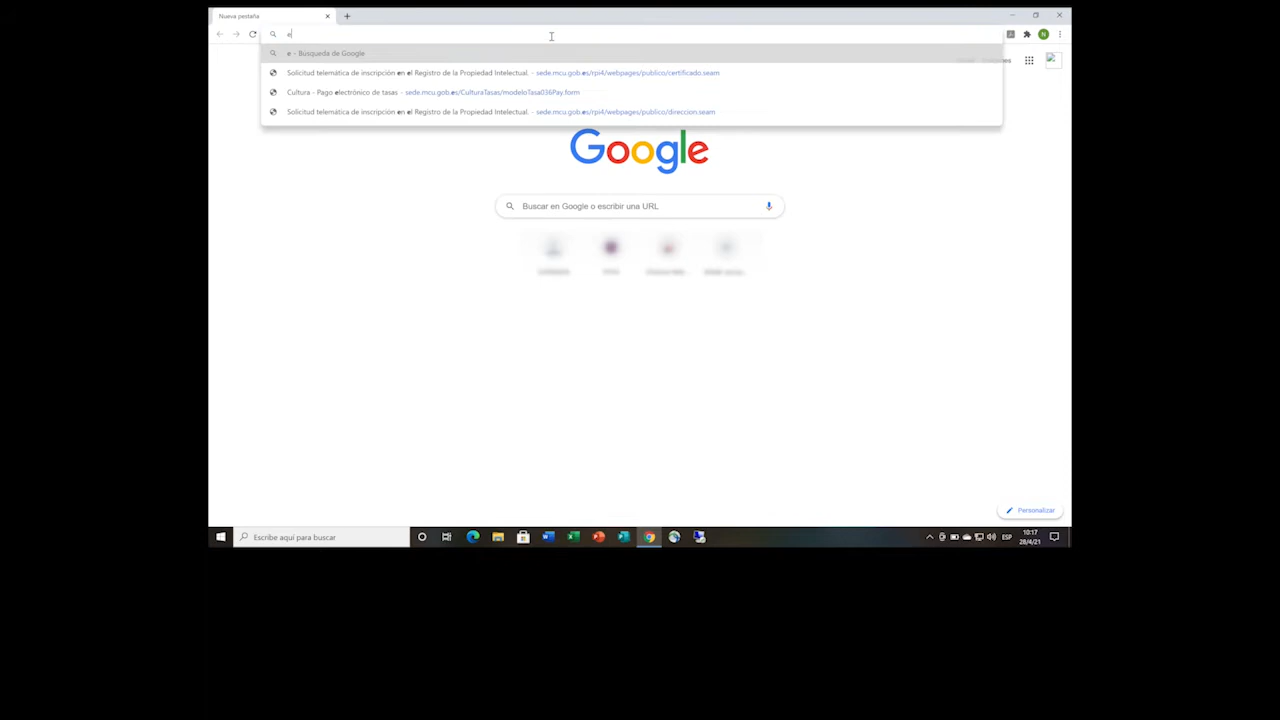 Nueva pestaña
e
e - Búsqueda de Google
Solicitud telemática de inscripción en el Registro de la Propiedad Intelectual. - sede.mcu.gob.es/rpi4/webpages/publico/certificado.seam
Cultura - Pago electrónico de tasas - sede.mcu.gob.es/CulturaTasas/modeloTasa036Pay.form
Solicitud telemática de inscripción en el Registro de la Propiedad Intelectual. - sede.mcu.gob.es/rpi4/webpages/publico/direccion.seam
Google
Buscar en Google o escribir una URL
Personalizar
Escribe aquí para buscar
ESP
10:17
28/4/21
N